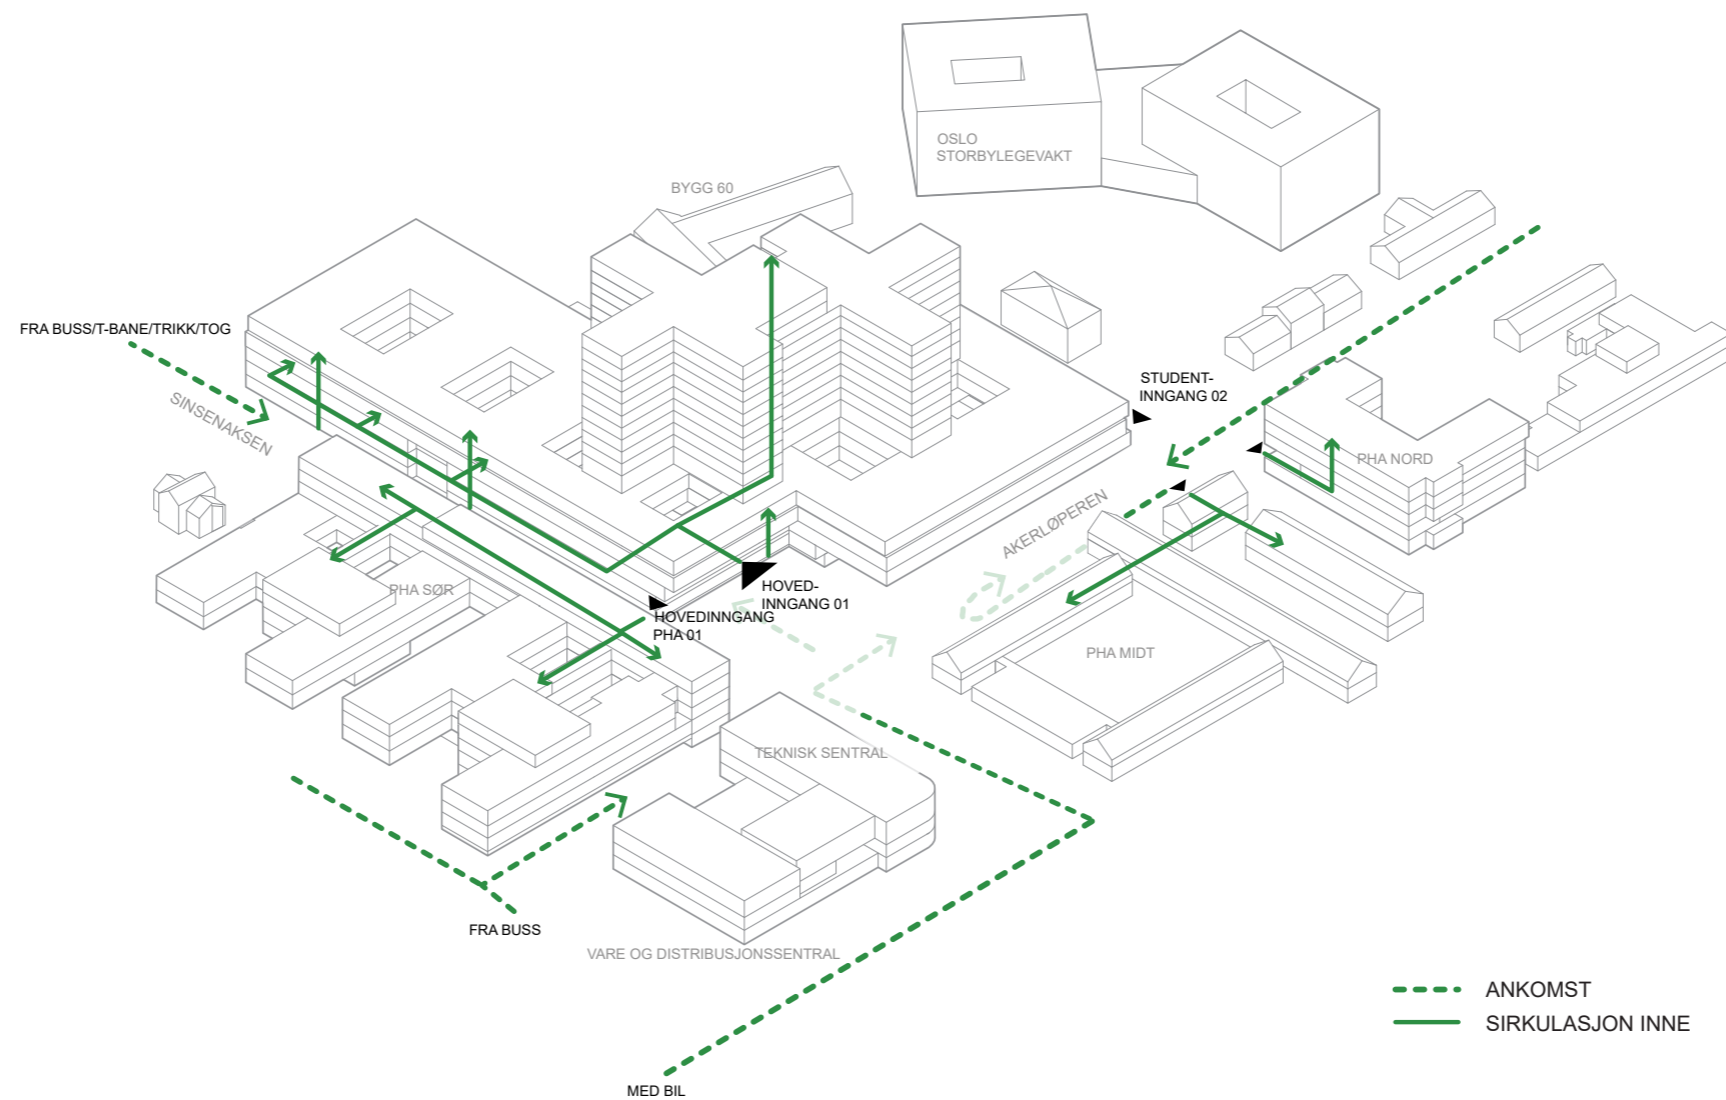 OSLO
STORBYLEGEVAKT
BYGG 60
FRA BUSS/T-BANE/TRIKK/TOG
SINSENAKSEN
STUDENT-
INNGANG 02
PHA NORD
AKERLØPEREN
PHA SØR
HOVED-
INNGANG 01
HOVEDINNGANG
PHA 01
PHA MIDT
TEKNISK SENTRAL
FRA BUSS
VARE OG DISTRIBUSJONSSENTRAL
ANKOMST
SIRKULASJON INNE
MED BIL